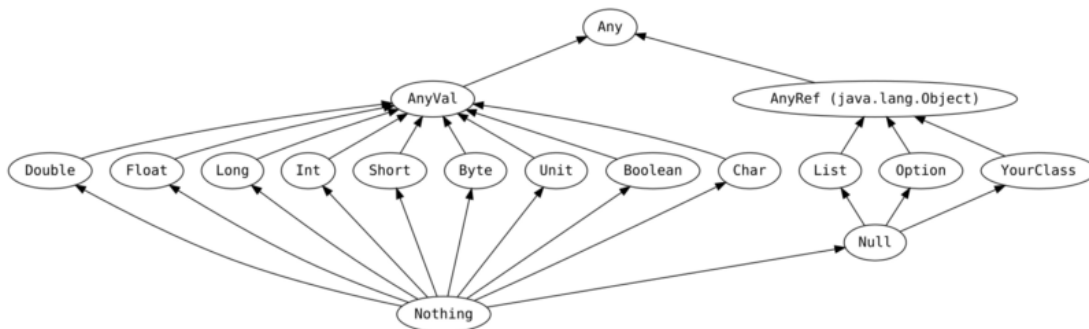 Any
AnyVal
AnyRef (java.lang.Object)
Double
Float
Long
Int
Short
Byte
Unit
Boolean
Char
List
Option
YourClass
Null
Nothing